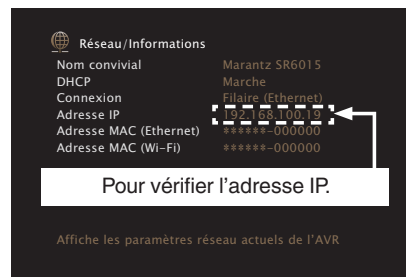 Réseau/Informations
Nom convivial Marantz SR6015
DHCP Marche
Connexion Filaire (Ethernet)
Adresse IP 192.168.100.19
Adresse MAC (Ethernet) ******-000000
Adresse MAC (Wi-Fi) ******-000000
Pour vérifier l'adresse IP.
Affiche les paramètres réseau actuels de l'AVR